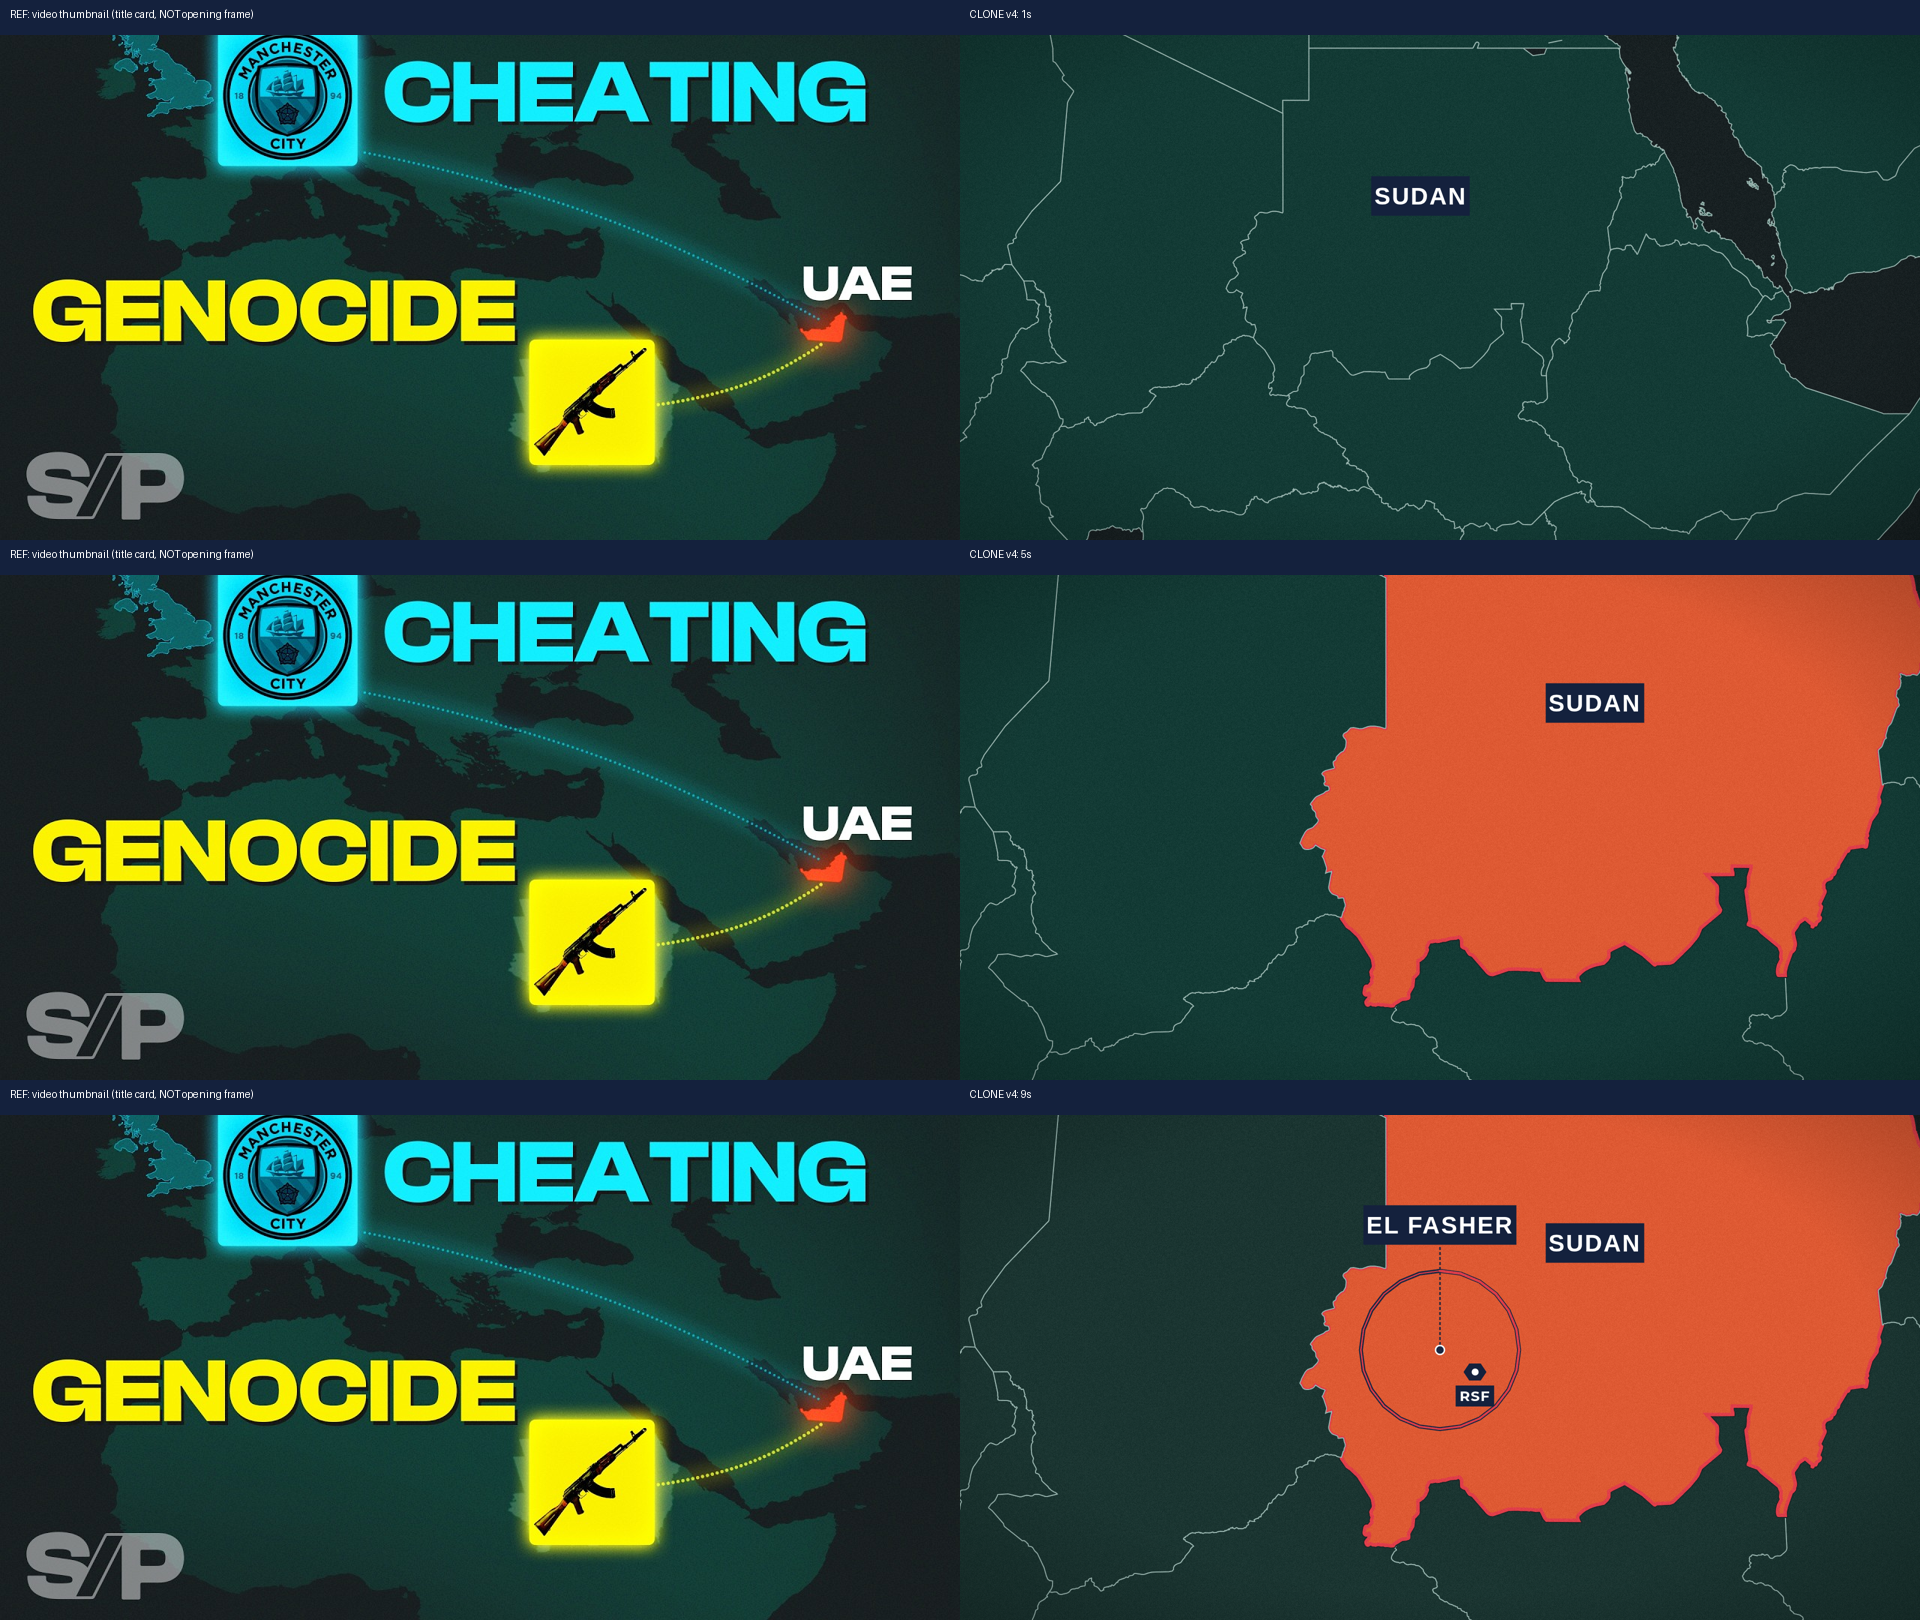 REF: video thumbnail (title card, NOT opening frame)
CLONE v4: 1s
MANCHESTER
18 94
CITY
CHEATING
GENOCIDE
UAE
S/P
SUDAN
REF: video thumbnail (title card, NOT opening frame)
CLONE v4: 5s
MANCHESTER
18 94
CITY
CHEATING
GENOCIDE
UAE
S/P
SUDAN
REF: video thumbnail (title card, NOT opening frame)
CLONE v4: 9s
MANCHESTER
18 94
CITY
CHEATING
GENOCIDE
UAE
S/P
EL FASHER
SUDAN
RSF